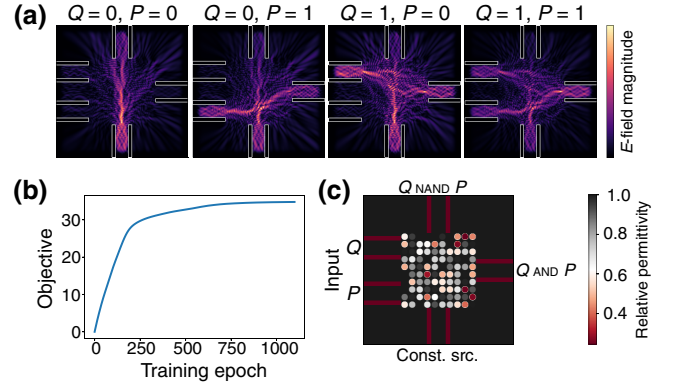 (a)
Q = 0, P = 0
Q = 0, P = 1
Q = 1, P = 0
Q = 1, P = 1
E-field magnitude
(b)
Objective
30
20
10
0
0
250
500
750
1000
Training epoch
(c)
Q NAND P
Input
Q
P
Q AND P
Const. src.
1.0
0.8
0.6
0.4
Relative permittivity